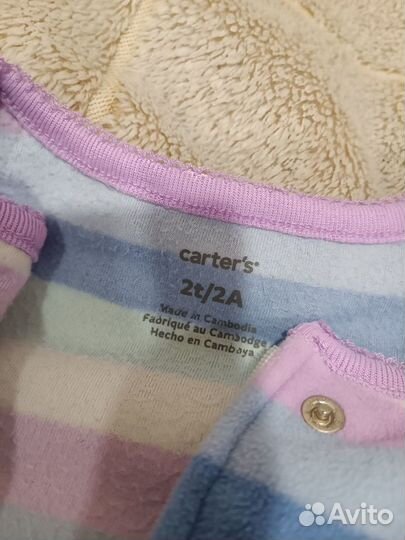 carter's®
2t/2A
Made in Cambodia
Fabriqué au Cambodge
Hecho en Camboya
Avito